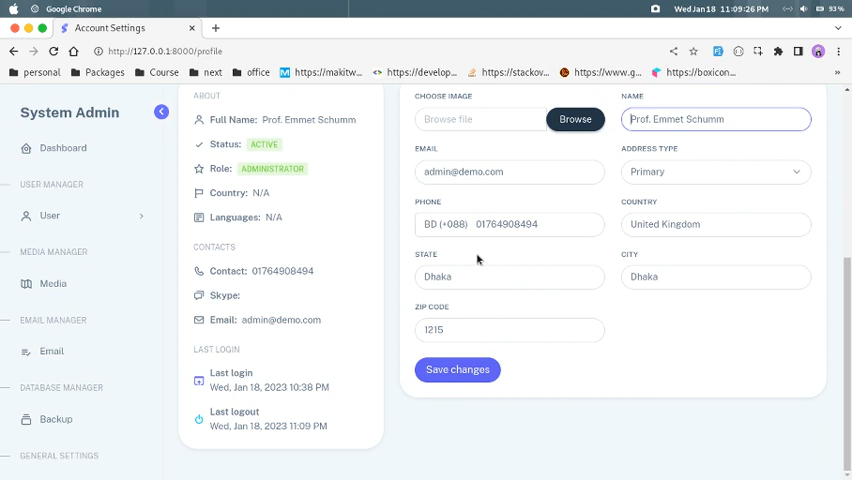 Google Chrome
Wed Jan 18 11:09:26 PM
93%
Account Settings
http://127.0.0.1:8000/profile
personal
Packages
Course
next
office
https://makitw...
https://develop...
https://stackov...
https://www.g...
https://boxicon...
»
System Admin
Dashboard
USER MANAGER
User
MEDIA MANAGER
Media
EMAIL MANAGER
Email
DATABASE MANAGER
Backup
GENERAL SETTINGS
ABOUT
Full Name: Prof. Emmet Schumm
Status: ACTIVE
Role: ADMINISTRATOR
Country: N/A
Languages: N/A
CONTACTS
Contact: 01764908494
Skype:
Email: admin@demo.com
LAST LOGIN
Last login
Wed, Jan 18, 2023 10:38 PM
Last logout
Wed, Jan 18, 2023 11:09 PM
CHOOSE IMAGE
Browse file
Browse
NAME
Prof. Emmet Schumm
EMAIL
admin@demo.com
ADDRESS TYPE
Primary
PHONE
BD (+088) 01764908494
COUNTRY
United Kingdom
STATE
Dhaka
CITY
Dhaka
ZIP CODE
1215
Save changes